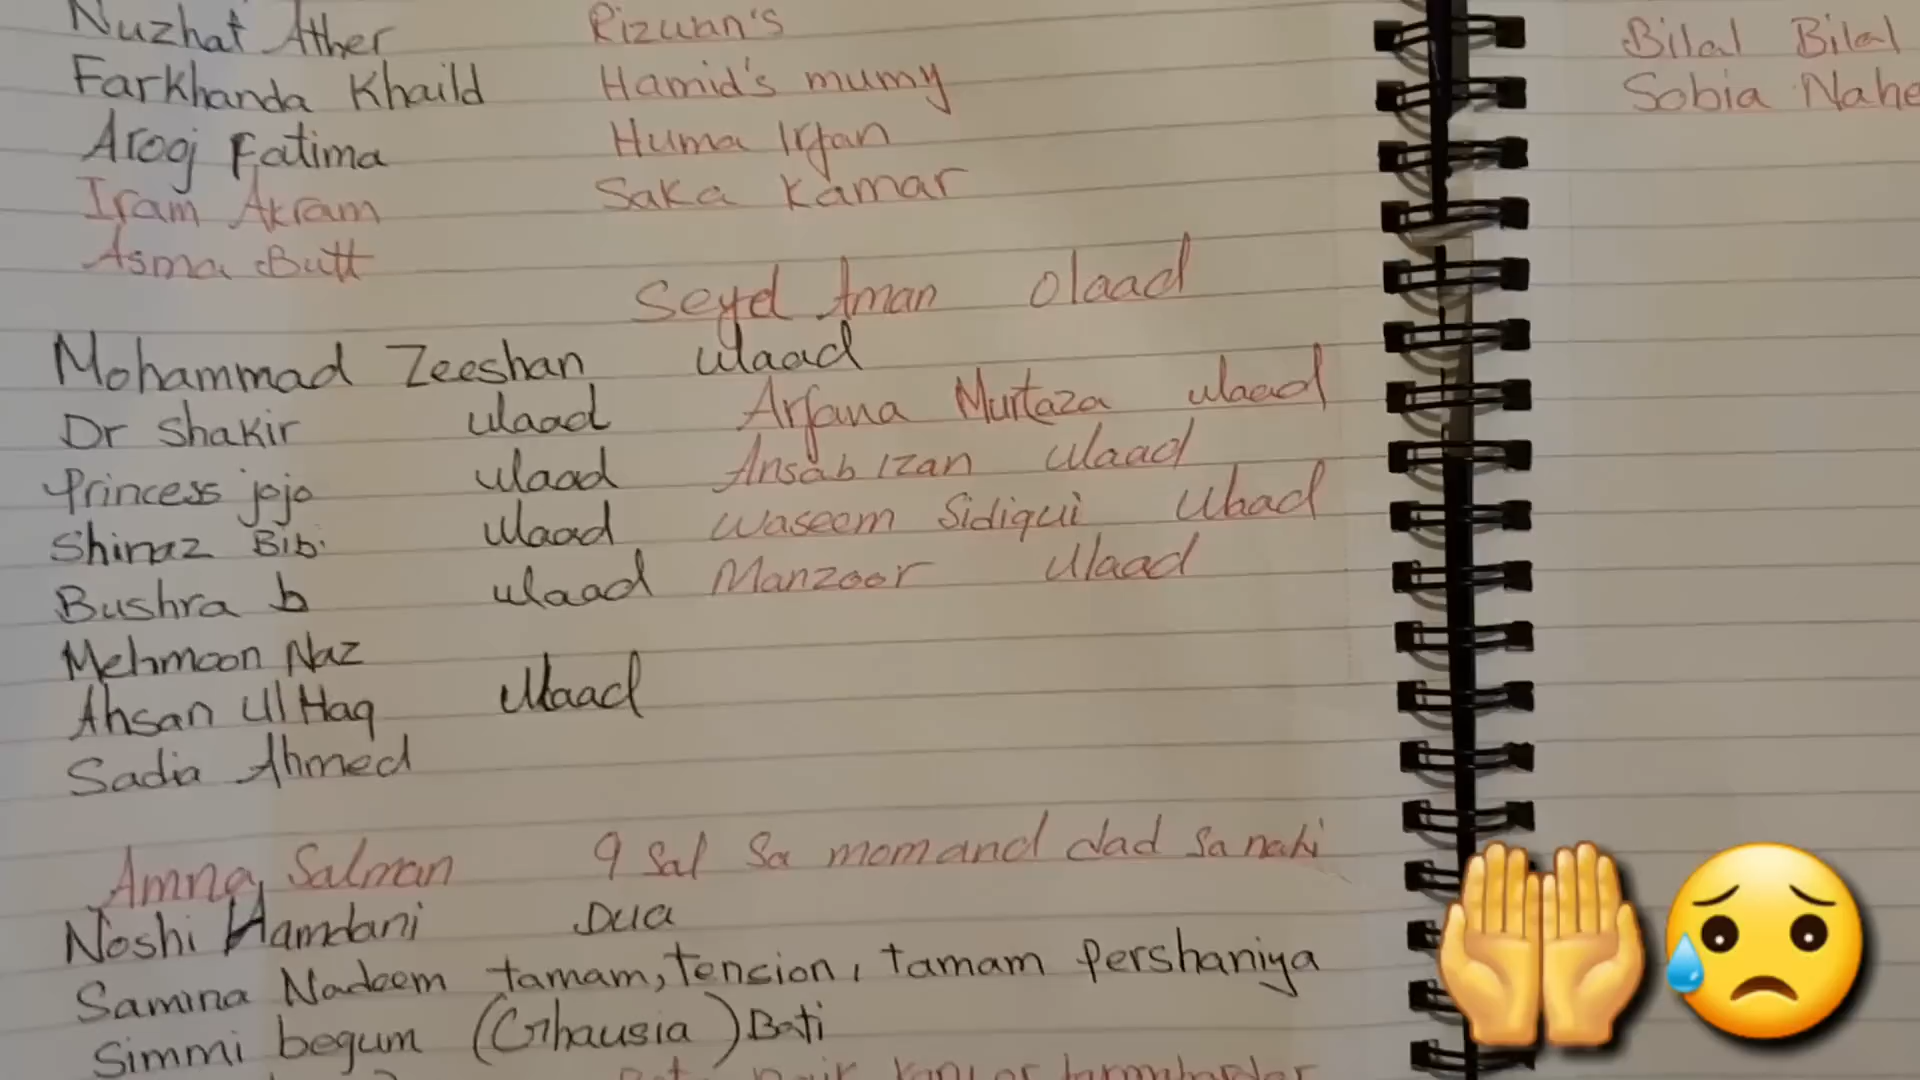 Nuzhat Ather Rizwan's
Farkhanda Khaild Hamid's mumy
Arooj Fatima Huma Irfan
Iram Akram Saka Kamar
Asma Butt
Seyd Aman olaad
Mohammad Zeeshan ulaad
Dr Shakir ulaad Arfana Murtaza ulaad
Princess jojo ulaad Ansab Izan ulaad
Shiraz Bibi ulaad Waseem Sidiqui ulaad
Bushra b ulaad Manzoor ulaad
Mehmoon Naz
Ahsan Ul Haq ulaad
Sadia Ahmed
Amna Salman 9 Sal Sa mom and dad Sa nahi
Noshi Hamdani Dua
Samina Nadeem tamam, tension, tamam pershaniya
Simmi begum (Ghausia) Beti
Bilal Bilal
Sobia Nahe